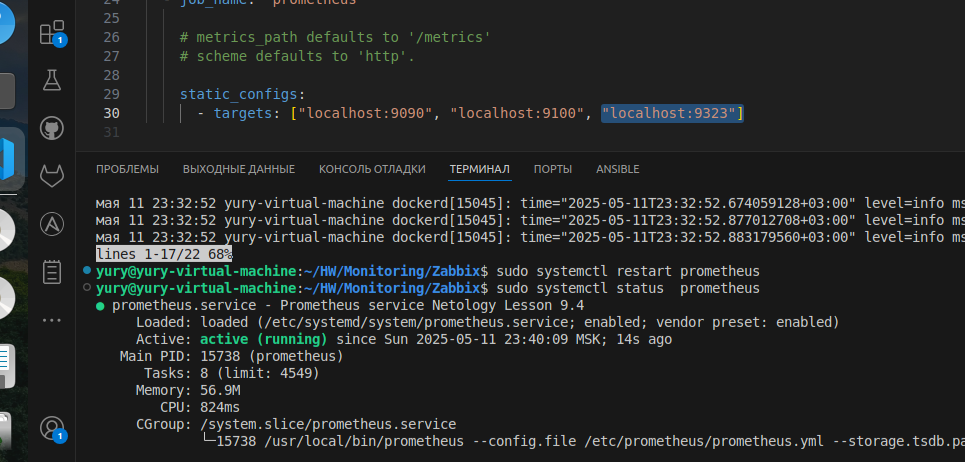 24 job_name: "prometheus"
25
26 # metrics_path defaults to '/metrics'
27 # scheme defaults to 'http'.
28
29 static_configs:
30 - targets: ["localhost:9090", "localhost:9100", "localhost:9323"]
31
ПРОБЛЕМЫ ВЫХОДНЫЕ ДАННЫЕ КОНСОЛЬ ОТЛАДКИ ТЕРМИНАЛ ПОРТЫ ANSIBLE
мая 11 23:32:52 yury-virtual-machine dockerd[15045]: time="2025-05-11T23:32:52.674059128+03:00" level=info ms
мая 11 23:32:52 yury-virtual-machine dockerd[15045]: time="2025-05-11T23:32:52.877012708+03:00" level=info ms
мая 11 23:32:52 yury-virtual-machine dockerd[15045]: time="2025-05-11T23:32:52.883179560+03:00" level=info ms
lines 1-17/22 68%
yury@yury-virtual-machine:~/HW/Monitoring/Zabbix$ sudo systemctl restart prometheus
yury@yury-virtual-machine:~/HW/Monitoring/Zabbix$ sudo systemctl status  prometheus
● prometheus.service - Prometheus service Netology Lesson 9.4
Loaded: loaded (/etc/systemd/system/prometheus.service; enabled; vendor preset: enabled)
Active: active (running) since Sun 2025-05-11 23:40:09 MSK; 14s ago
Main PID: 15738 (prometheus)
Tasks: 8 (limit: 4549)
Memory: 56.9M
CPU: 824ms
CGroup: /system.slice/prometheus.service
└─15738 /usr/local/bin/prometheus --config.file /etc/prometheus/prometheus.yml --storage.tsdb.pa
1
1